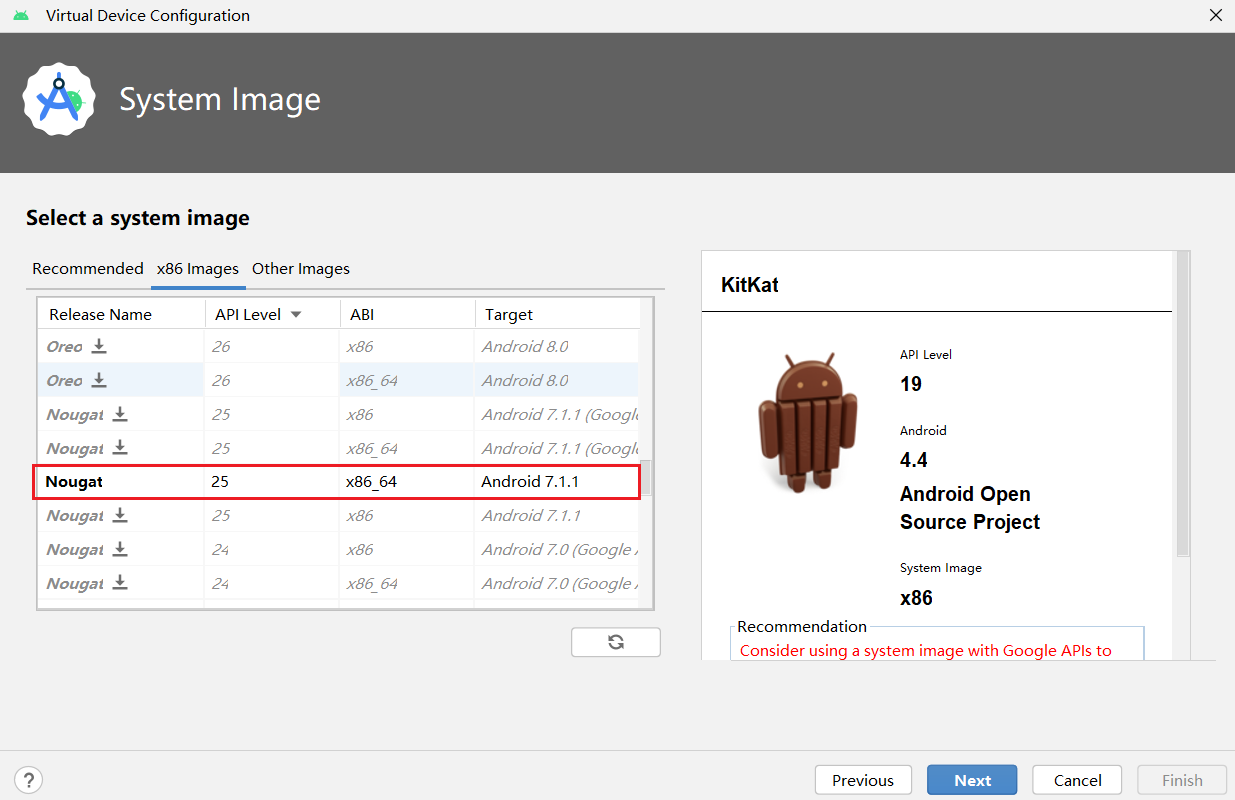 Virtual Device Configuration
System Image
Select a system image
Recommended x86 Images Other Images
Release Name API Level ABI Target
Oreo 26 x86 Android 8.0
Oreo 26 x86_64 Android 8.0
Nougat 25 x86 Android 7.1.1 (Google
Nougat 25 x86_64 Android 7.1.1 (Google
Nougat 25 x86_64 Android 7.1.1
Nougat 25 x86 Android 7.1.1
Nougat 24 x86 Android 7.0 (Google A
Nougat 24 x86_64 Android 7.0 (Google A
KitKat
API Level
19
Android
4.4
Android Open
Source Project
System Image
x86
Recommendation
Consider using a system image with Google APIs to
? Previous Next Cancel Finish